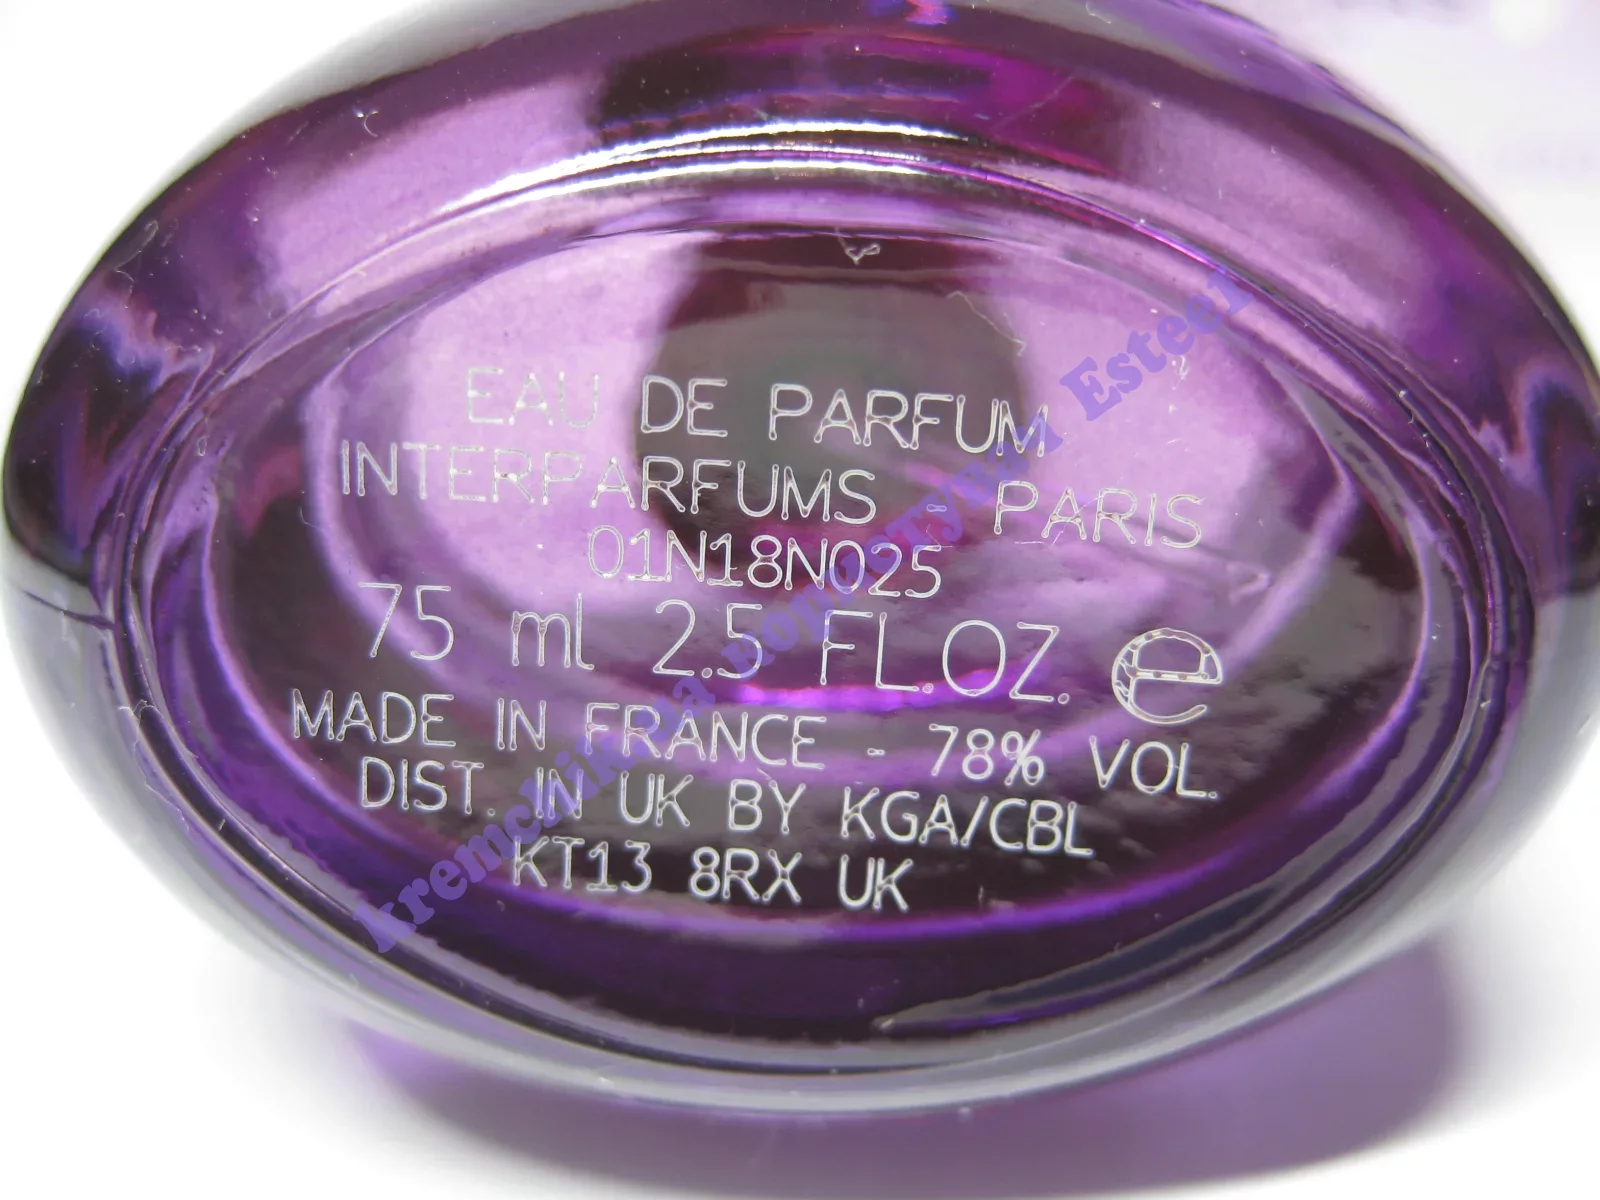 EAU DE PARFUM
INTERPARFUMS - PARIS
01N18N025
75 ml 2.5 FL.OZ. e
MADE IN FRANCE - 78% VOL.
DIST. IN UK BY KGA/CBL
KT13 8RX UK
Esteel